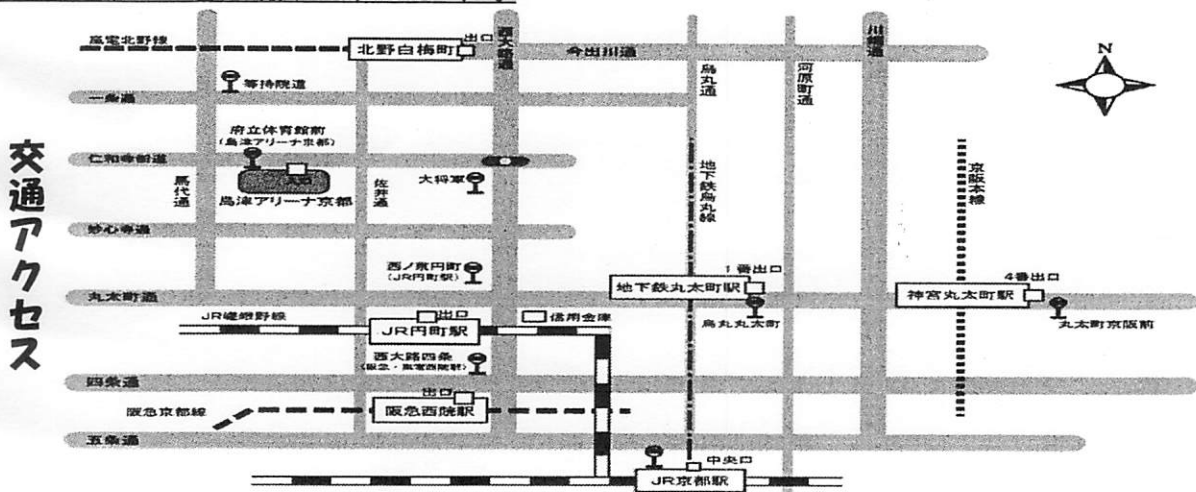 交通アクセス
嵐電北野線
北野白梅町
出口
西大路通
今出川通
烏丸通
河原町通
川端通
N
等持院道
一条通
府立体育館前
(島津アリーナ京都)
仁和寺街道
馬代通
島津アリーナ京都
佐井通
大将軍
地下鉄烏丸線
京阪本線
妙心寺通
西ノ京円町
(JR円町駅)
丸太町通
1番出口
地下鉄丸太町駅
烏丸丸太町
4番出口
神宮丸太町駅
丸太町京阪前
JR嵯峨野線
出口
JR円町駅
信用金庫
西大路四条
(阪急・嵐電西院駅)
四条通
出口
阪急京都線
阪急西院駅
五条通
中央口
JR京都駅